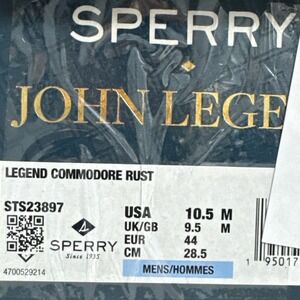 SPERRY
JOHN LEGE
LEGEND COMMODORE RUST
STS23897
USA 10.5 M
UK/GB 9.5 M
EUR 44
CM 28.5
SPERRY
Since 1935
4700529214
MENS/HOMMES
1 95017